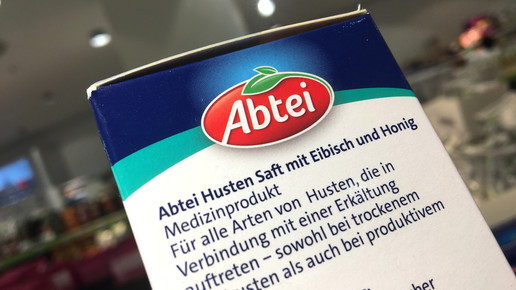 Abtei
Abtei Husten Saft mit Eibisch und Honig
Medizinprodukt
Für alle Arten von Husten, die in
Verbindung mit einer Erkältung
auftreten – sowohl bei trockenem
Husten als auch bei produktivem